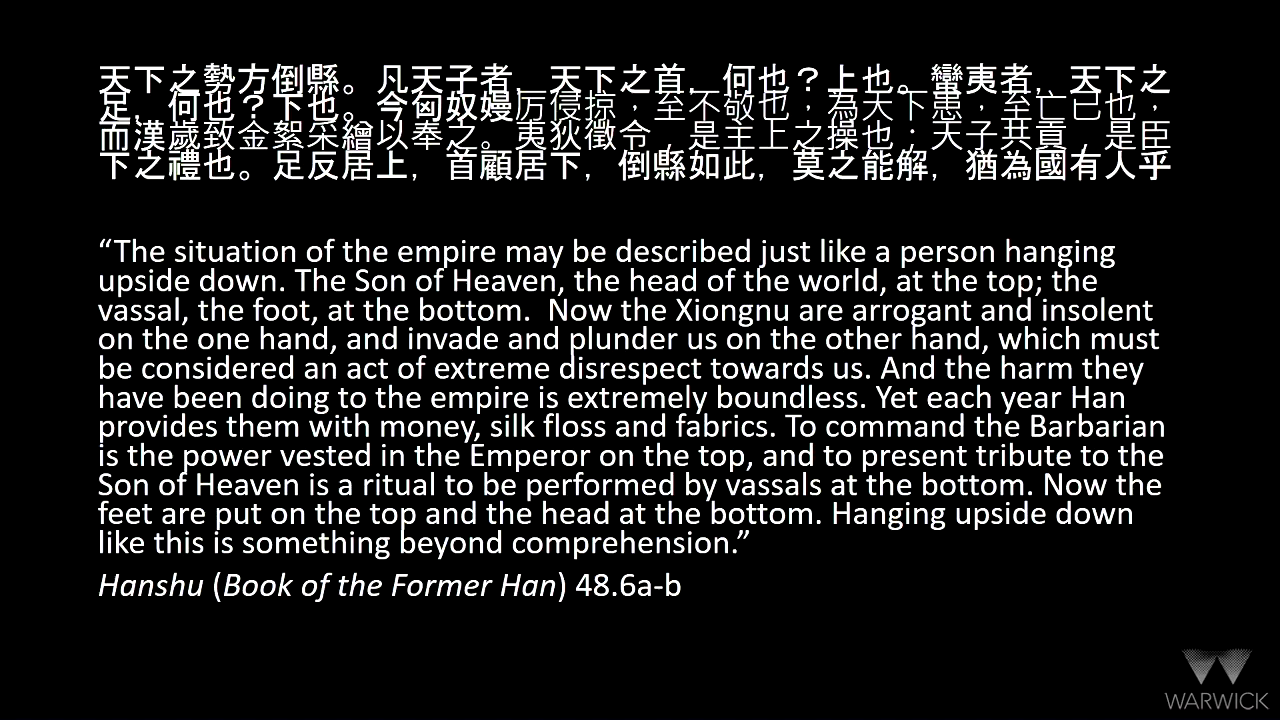 天下之勢方倒縣。凡天子者，天下之首，何也？上也。蠻夷者，天下之
足，何也？下也。今匈奴嫚厉侵掠，至不敬也，為天下患，至亡已也，
而漢歲致金絮采繒以奉之。夷狄徵令，是主上之操也；天子共貢，是臣
下之禮也。足反居上，首顧居下，倒縣如此，莫之能解，猶為國有人乎
“The situation of the empire may be described just like a person hanging
upside down. The Son of Heaven, the head of the world, at the top; the
vassal, the foot, at the bottom.  Now the Xiongnu are arrogant and insolent
on the one hand, and invade and plunder us on the other hand, which must
be considered an act of extreme disrespect towards us. And the harm they
have been doing to the empire is extremely boundless. Yet each year Han
provides them with money, silk floss and fabrics. To command the Barbarian
is the power vested in the Emperor on the top, and to present tribute to the
Son of Heaven is a ritual to be performed by vassals at the bottom. Now the
feet are put on the top and the head at the bottom. Hanging upside down
like this is something beyond comprehension.”
Hanshu (Book of the Former Han) 48.6a-b
WARWICK